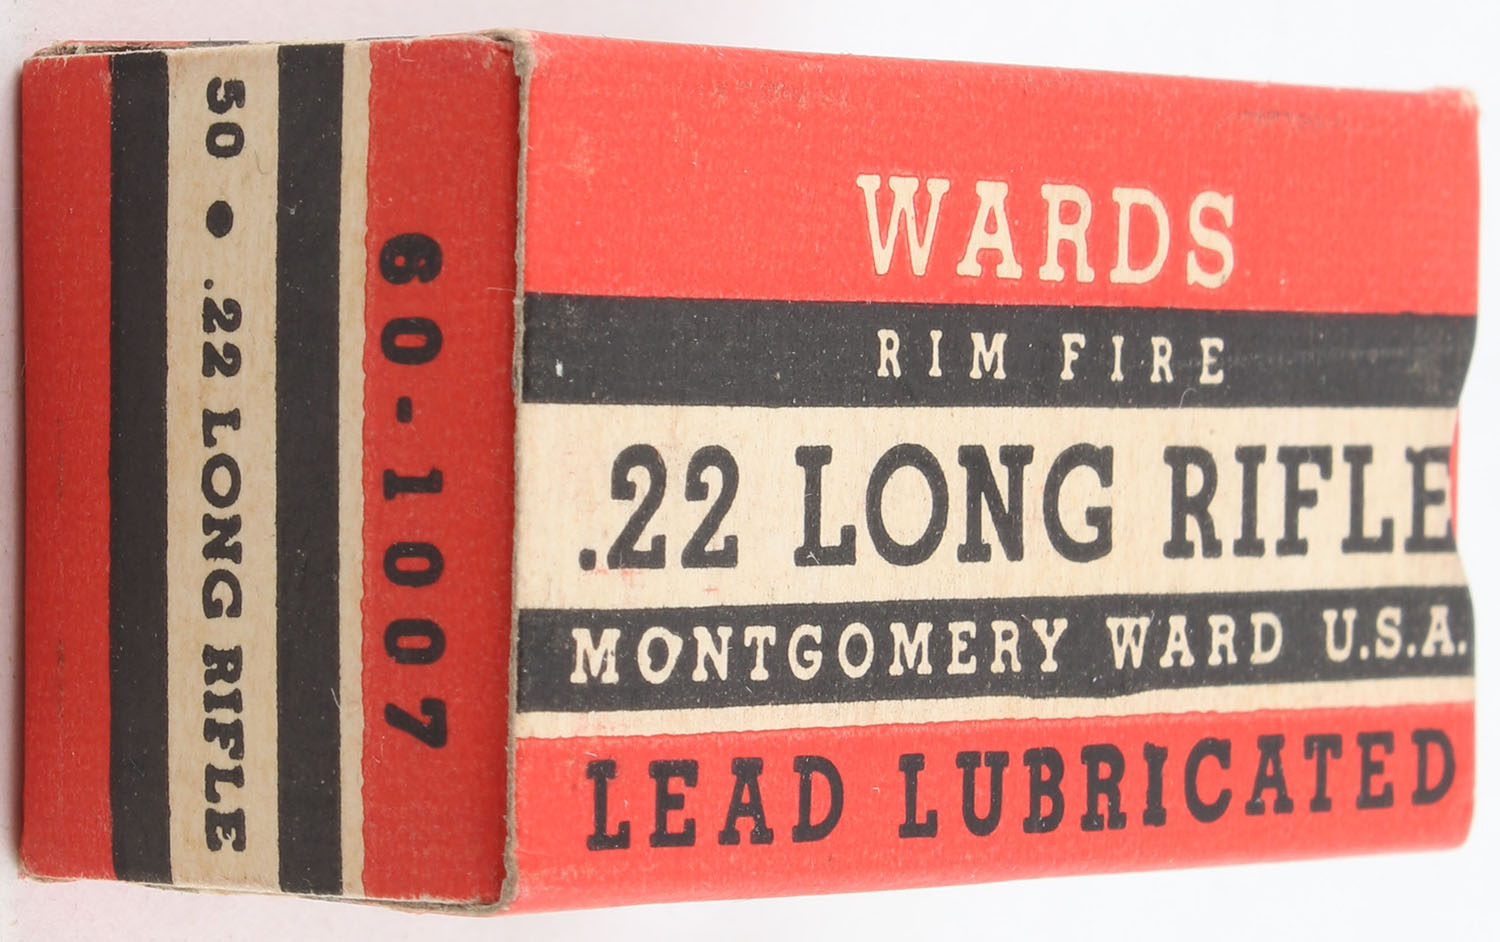 WARDS
RIM FIRE
.22 LONG RIFLE
MONTGOMERY WARD U.S.A.
LEAD LUBRICATED
50 • .22 LONG RIFLE
60-1007